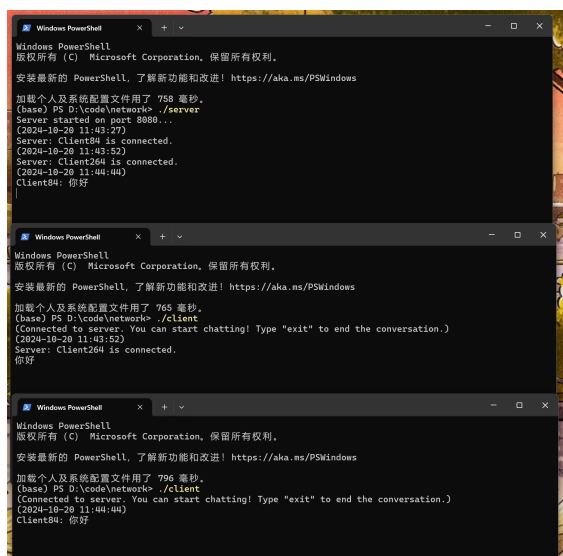 Windows PowerShell
Windows PowerShell
版权所有 (C)  Microsoft Corporation。保留所有权利。
安装最新的 PowerShell，了解新功能和改进！https://aka.ms/PSWindows
加载个人及系统配置文件用了 758 毫秒。
(base) PS D:\code\network> ./server
Server started on port 8080...
(2024-10-20 11:43:27)
Server: Client84 is connected.
(2024-10-20 11:43:52)
Server: Client264 is connected.
(2024-10-20 11:44:44)
Client84: 你好
Windows PowerShell
Windows PowerShell
版权所有 (C)  Microsoft Corporation。保留所有权利。
安装最新的 PowerShell，了解新功能和改进！https://aka.ms/PSWindows
加载个人及系统配置文件用了 765 毫秒。
(base) PS D:\code\network> ./client
(Connected to server. You can start chatting! Type "exit" to end the conversation.)
(2024-10-20 11:43:52)
Server: Client264 is connected.
你好
Windows PowerShell
Windows PowerShell
版权所有 (C)  Microsoft Corporation。保留所有权利。
安装最新的 PowerShell，了解新功能和改进！https://aka.ms/PSWindows
加载个人及系统配置文件用了 796 毫秒。
(base) PS D:\code\network> ./client
(Connected to server. You can start chatting! Type "exit" to end the conversation.)
(2024-10-20 11:44:44)
Client84: 你好